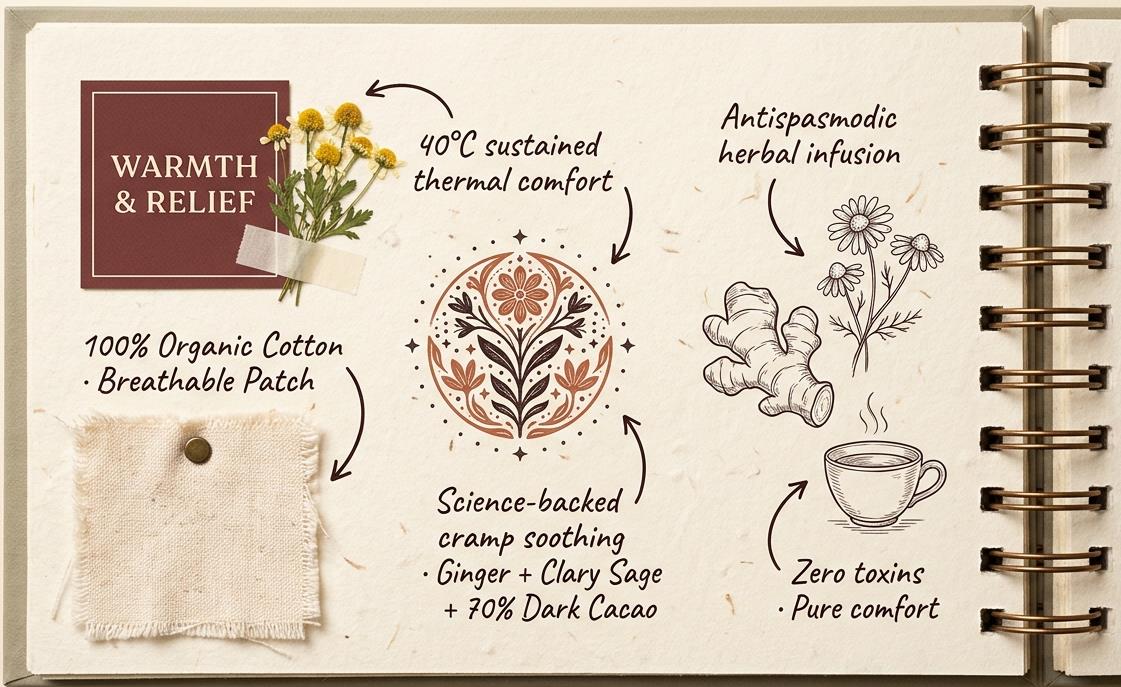 WARMTH
& RELIEF
40°C sustained
thermal comfort
Antispasmodic
herbal infusion
100% Organic Cotton
· Breathable Patch
Science-backed
cramp soothing
· Ginger + Clary Sage
+ 70% Dark Cacao
Zero toxins
· Pure comfort